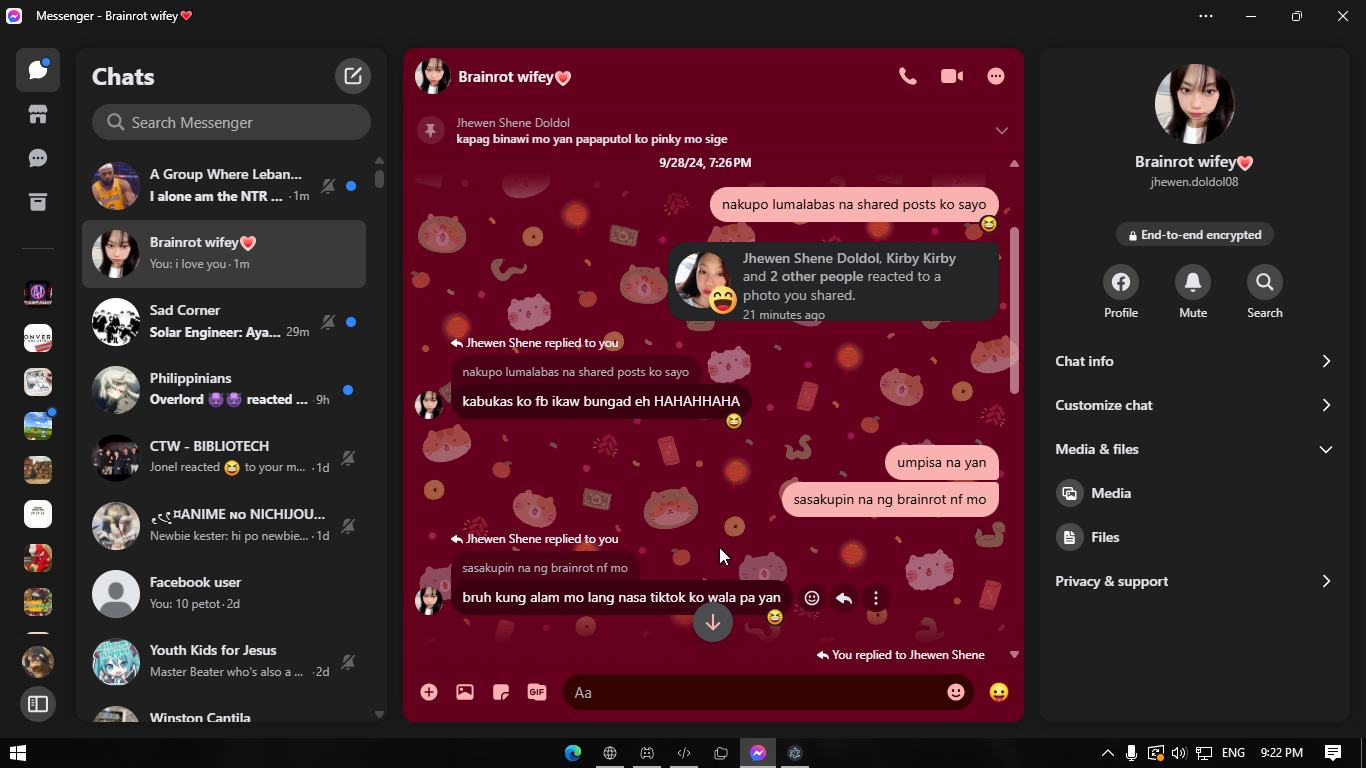 Messenger - Brainrot wifey❤️
Chats
Search Messenger
A Group Where Leban...
I alone am the NTR ... · 1m
Brainrot wifey❤️
You: i love you · 1m
Sad Corner
Solar Engineer: Aya... 29m
Philippinians
Overlord 😈😈 reacted ... · 9h
CTW - BIBLIOTECH
Jonel reacted 😆 to your m... · 1d
¤ANIME ɴᴏ NICHIJOU...
Newbie kester: hi po newbie... · 1d
Facebook user
You: 10 petot · 2d
Youth Kids for Jesus
Master Beater who's also a ... · 2d
Winston Cantila
Brainrot wifey❤️
Jhewen Shene Doldol
kapag binawi mo yan papaputol ko pinky mo sige
9/28/24, 7:26 PM
nakupo lumalabas na shared posts ko sayo
Jhewen Shene Doldol, Kirby Kirby
and 2 other people reacted to a
photo you shared.
21 minutes ago
Jhewen Shene replied to you
nakupo lumalabas na shared posts ko sayo
kabukas ko fb ikaw bungad eh HAHAHHAHA
umpisa na yan
sasakupin na ng brainrot nf mo
Jhewen Shene replied to you
sasakupin na ng brainrot nf mo
bruh kung alam mo lang nasa tiktok ko wala pa yan
You replied to Jhewen Shene
GIF
Aa
Brainrot wifey❤️
jhewen.doldol08
End-to-end encrypted
Profile
Mute
Search
Chat info
Customize chat
Media & files
Media
Files
Privacy & support
ENG
9:22 PM